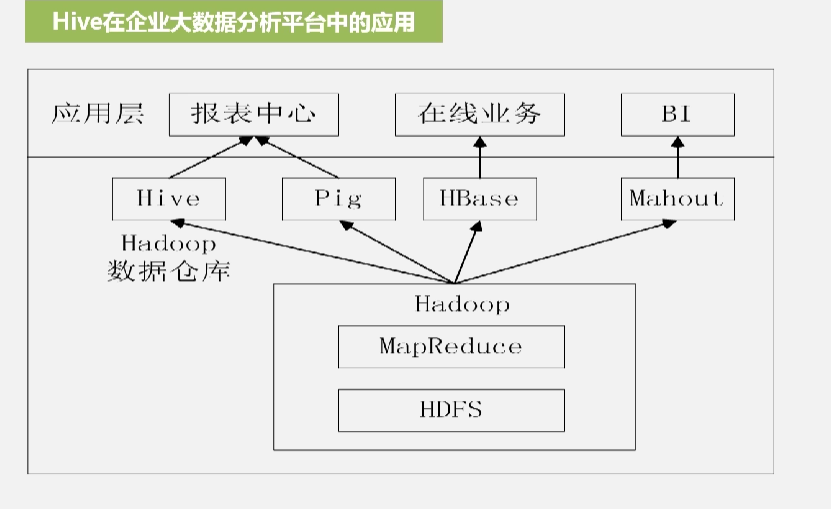 Hive在企业大数据分析平台中的应用
应用层
报表中心
在线业务
BI
Hive
Pig
HBase
Mahout
Hadoop
数据仓库
Hadoop
MapReduce
HDFS